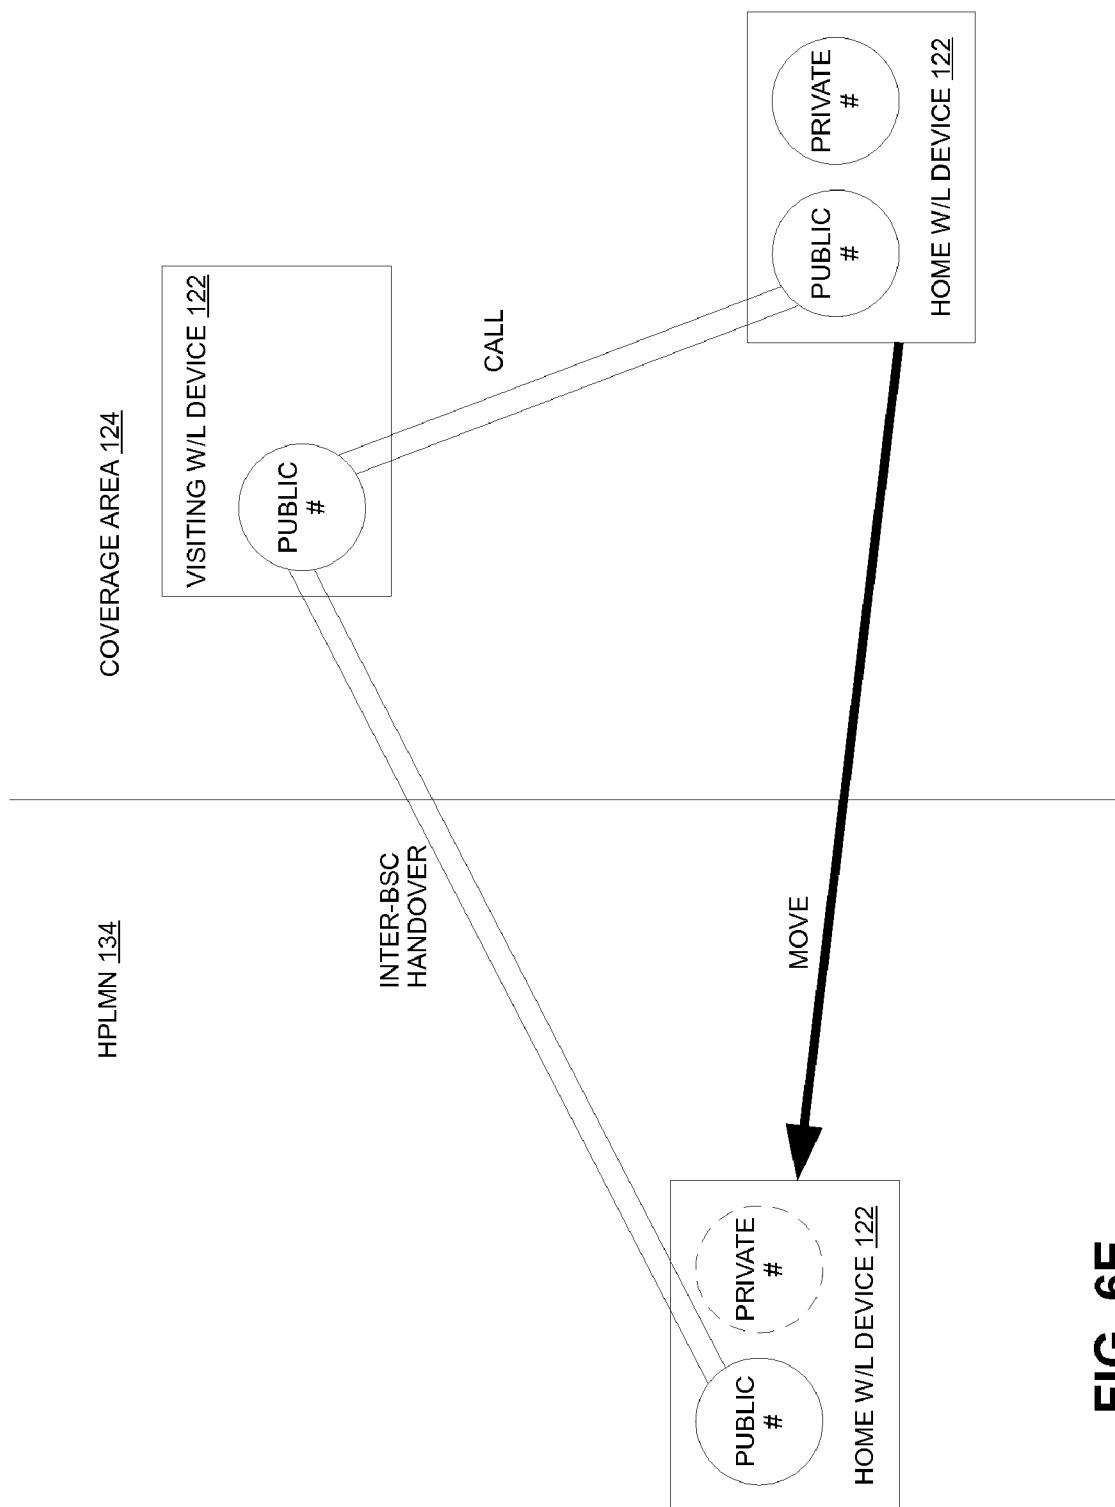 HPLMN 134
COVERAGE AREA 124
VISITING W/L DEVICE 122
PUBLIC
#
INTER-BSC
HANDOVER
CALL
PUBLIC
#
PRIVATE
#
HOME W/L DEVICE 122
MOVE
PUBLIC
#
PRIVATE
#
HOME W/L DEVICE 122
FIG